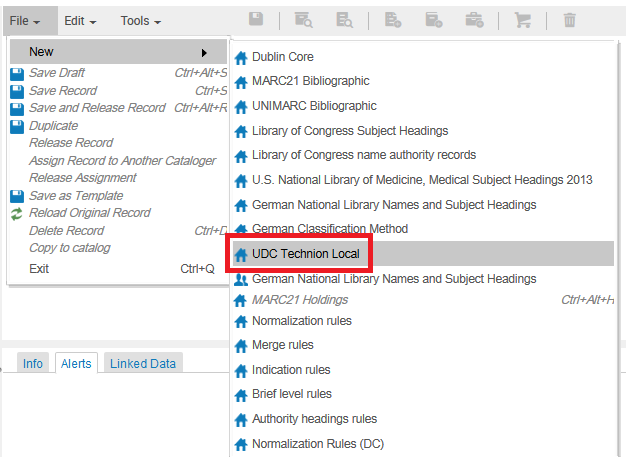 File Edit Tools
New
Save Draft Ctrl+Alt+S
Save Record Ctrl+S
Save and Release Record Ctrl+Alt+R
Duplicate
Release Record
Assign Record to Another Cataloger
Release Assignment
Save as Template
Reload Original Record
Delete Record Ctrl+D
Copy to catalog
Exit Ctrl+Q
Dublin Core
MARC21 Bibliographic
UNIMARC Bibliographic
Library of Congress Subject Headings
Library of Congress name authority records
U.S. National Library of Medicine, Medical Subject Headings 2013
German National Library Names and Subject Headings
German Classification Method
UDC Technion Local
German National Library Names and Subject Headings
MARC21 Holdings Ctrl+Alt+H
Normalization rules
Merge rules
Indication rules
Brief level rules
Authority headings rules
Normalization Rules (DC)
Info Alerts Linked Data